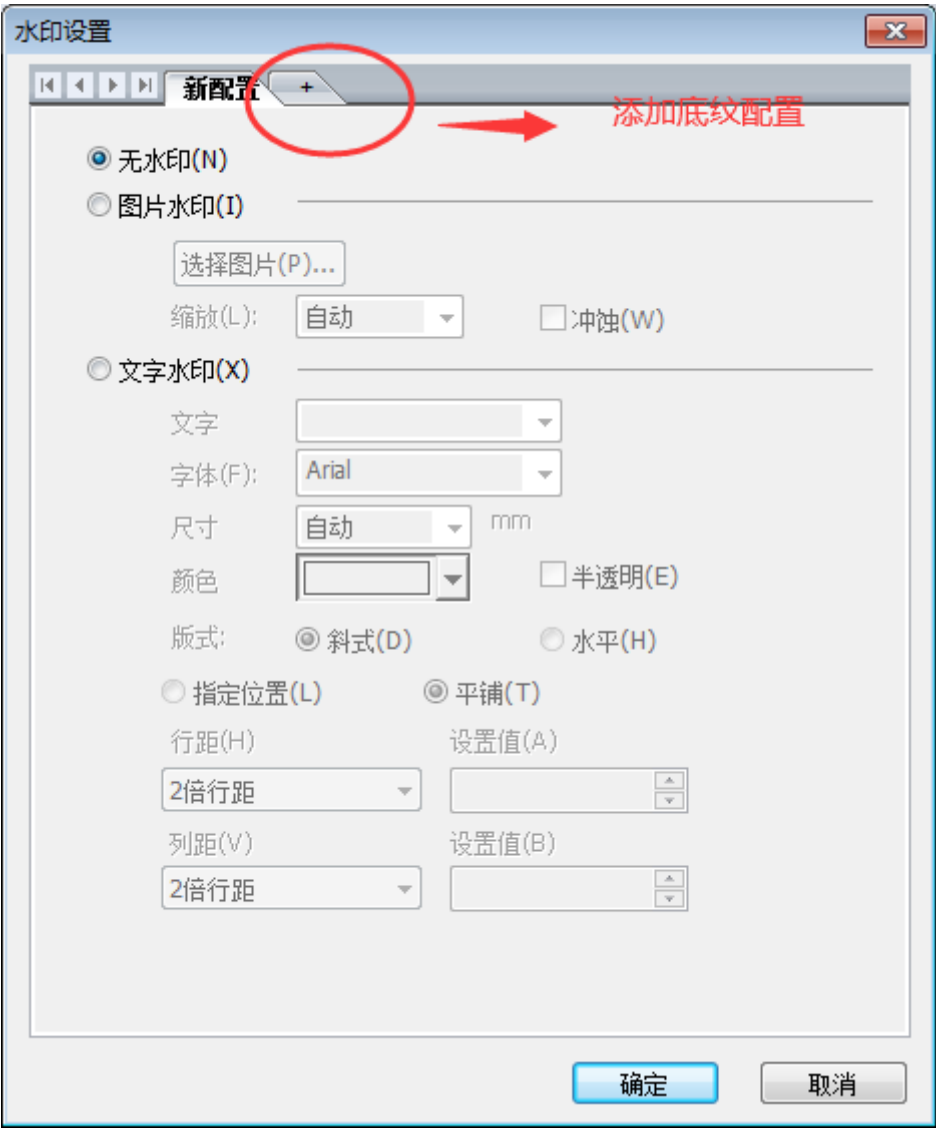 水印设置
新配置 +
添加底纹配置
无水印(N)
图片水印(I)
选择图片(P)...
缩放(L): 自动 冲蚀(W)
文字水印(X)
文字
字体(F): Arial
尺寸 自动 mm
颜色 半透明(E)
版式: 斜式(D) 水平(H)
指定位置(L) 平铺(T)
行距(H) 设置值(A)
2倍行距
列距(V) 设置值(B)
2倍行距
确定 取消